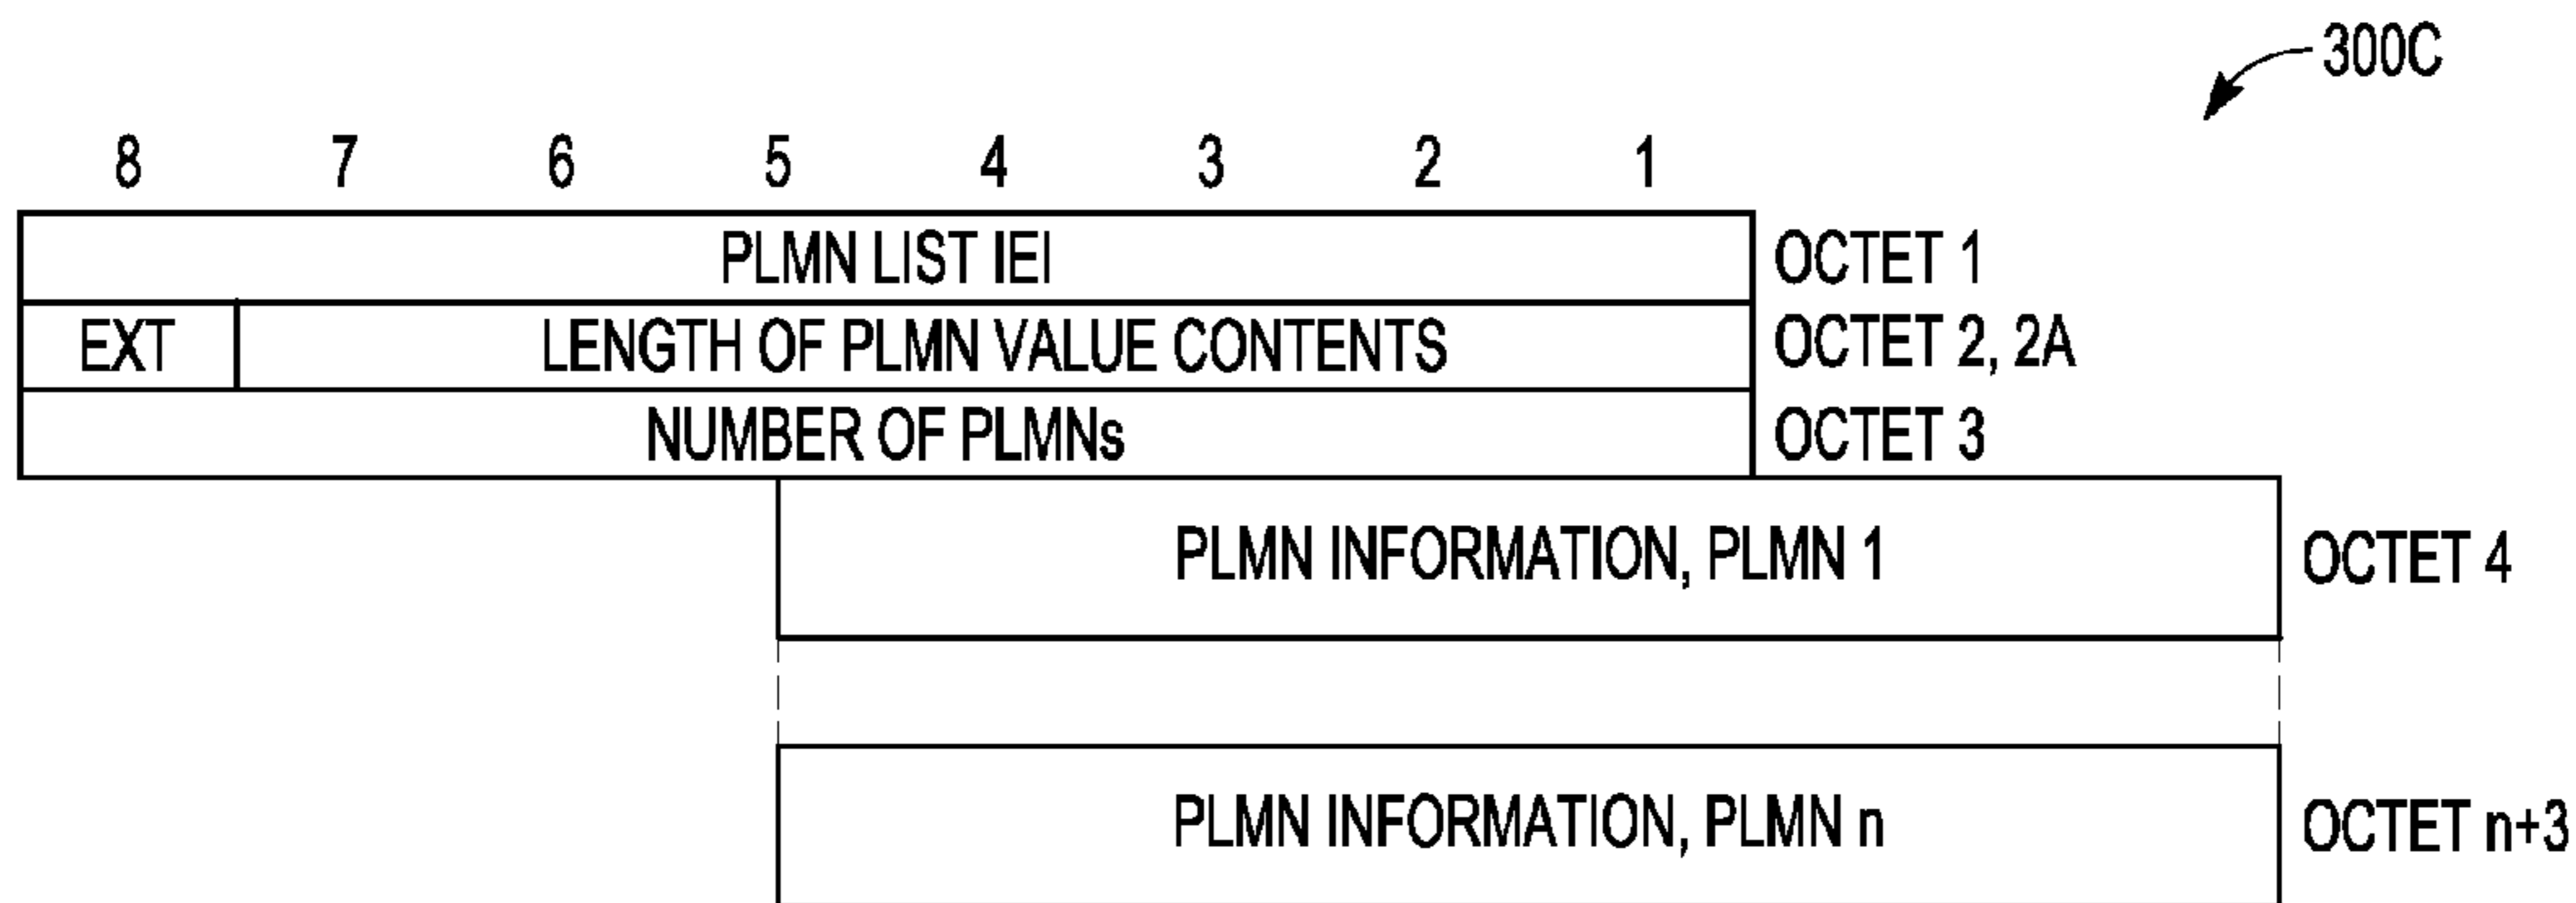 300C
8 7 6 5 4 3 2 1
PLMN LIST IEI OCTET 1
EXT LENGTH OF PLMN VALUE CONTENTS OCTET 2, 2A
NUMBER OF PLMNs OCTET 3
PLMN INFORMATION, PLMN 1 OCTET 4
PLMN INFORMATION, PLMN n OCTET n+3